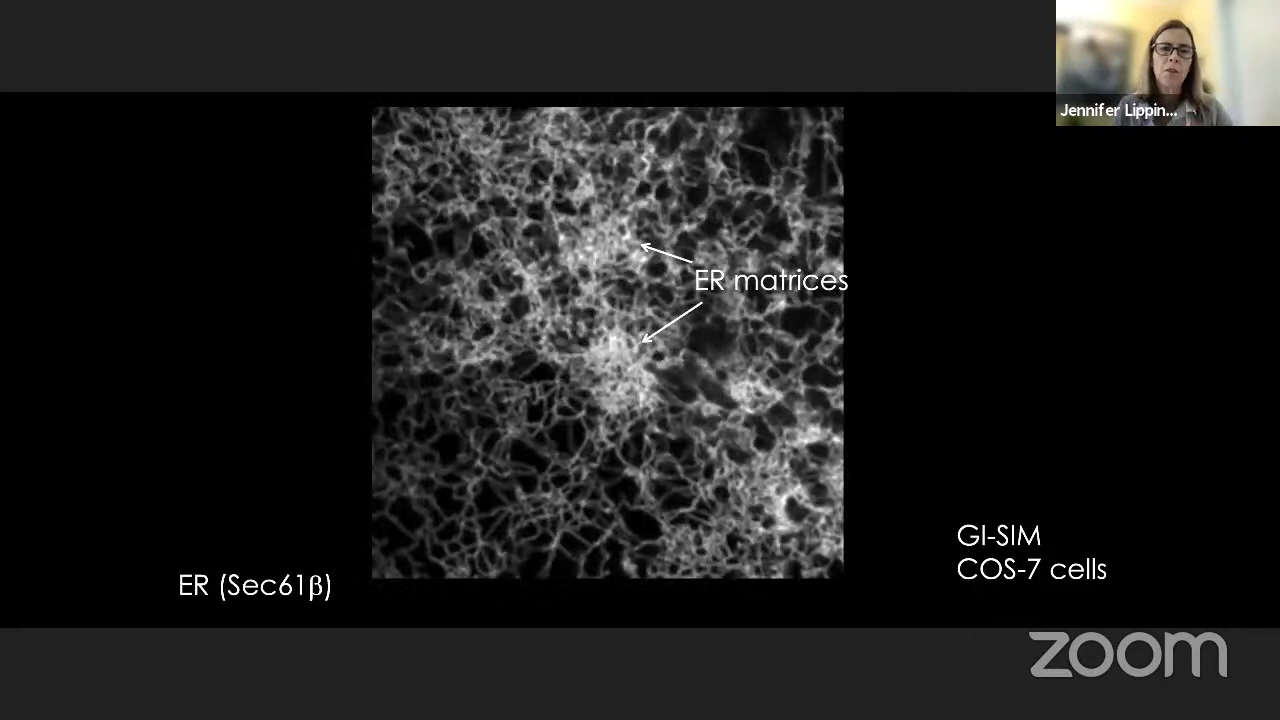 Jennifer Lippin...
ER matrices
GI-SIM
COS-7 cells
ER (Sec61β)
zoom